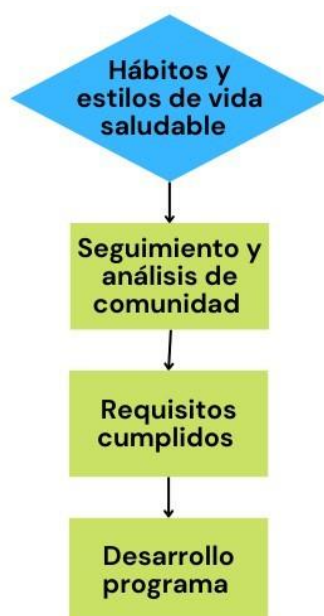 Hábitos y
estilos de vida
saludable
Seguimiento y
análisis de
comunidad
Requisitos
cumplidos
Desarrollo
programa